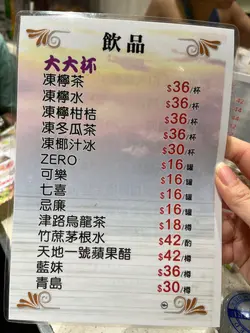 飲品
大大杯
凍檸茶 $36/杯
凍檸水 $36/杯
凍檸柑桔 $36/杯
凍冬瓜茶 $36/杯
凍椰汁冰 $30/杯
ZERO $16/罐
可樂 $16/罐
七喜 $16/罐
忌廉 $16/罐
津路烏龍茶 $18/樽
竹蔗茅根水 $42/酌
天地一號蘋果醋 $42/樽
藍妹 $36/樽
青島 $30/樽